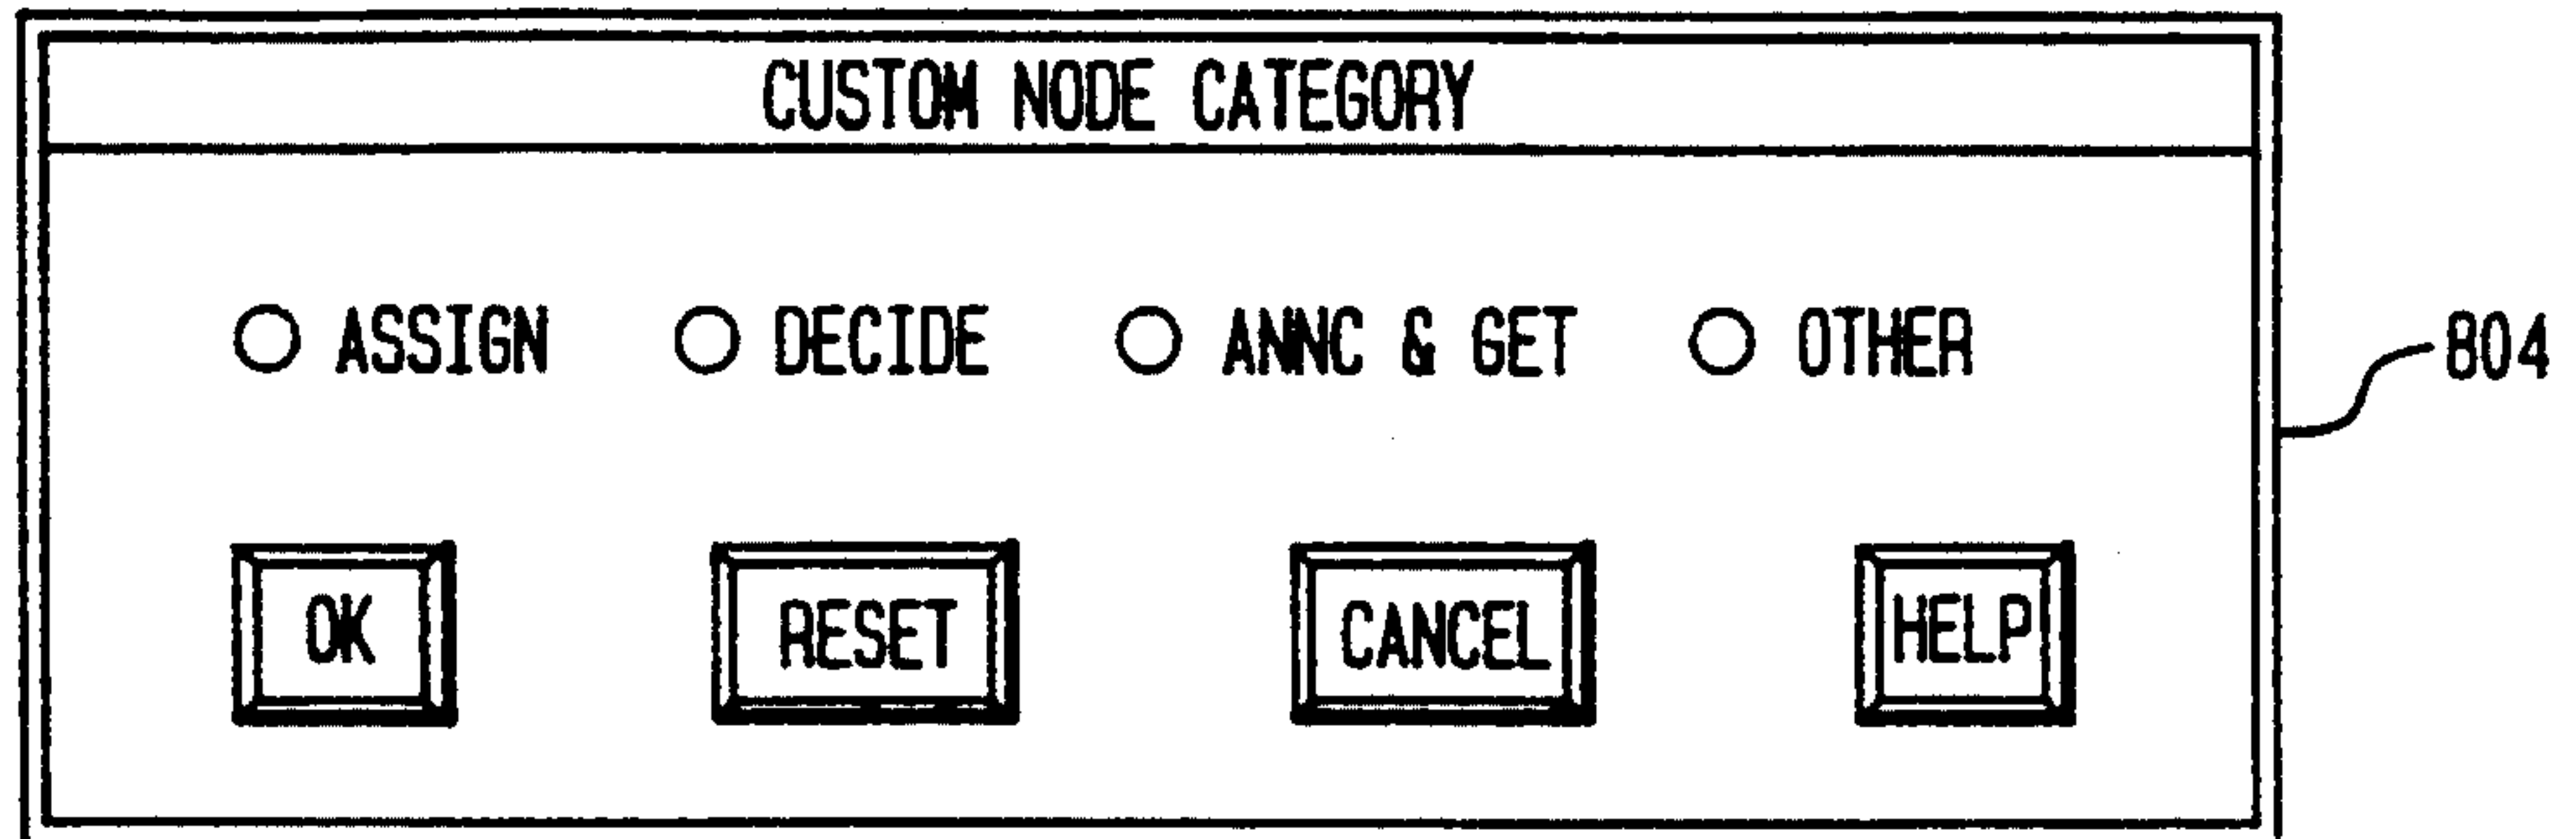 CUSTOM NODE CATEGORY
ASSIGN DECIDE ANNC & GET OTHER
804
OK RESET CANCEL HELP